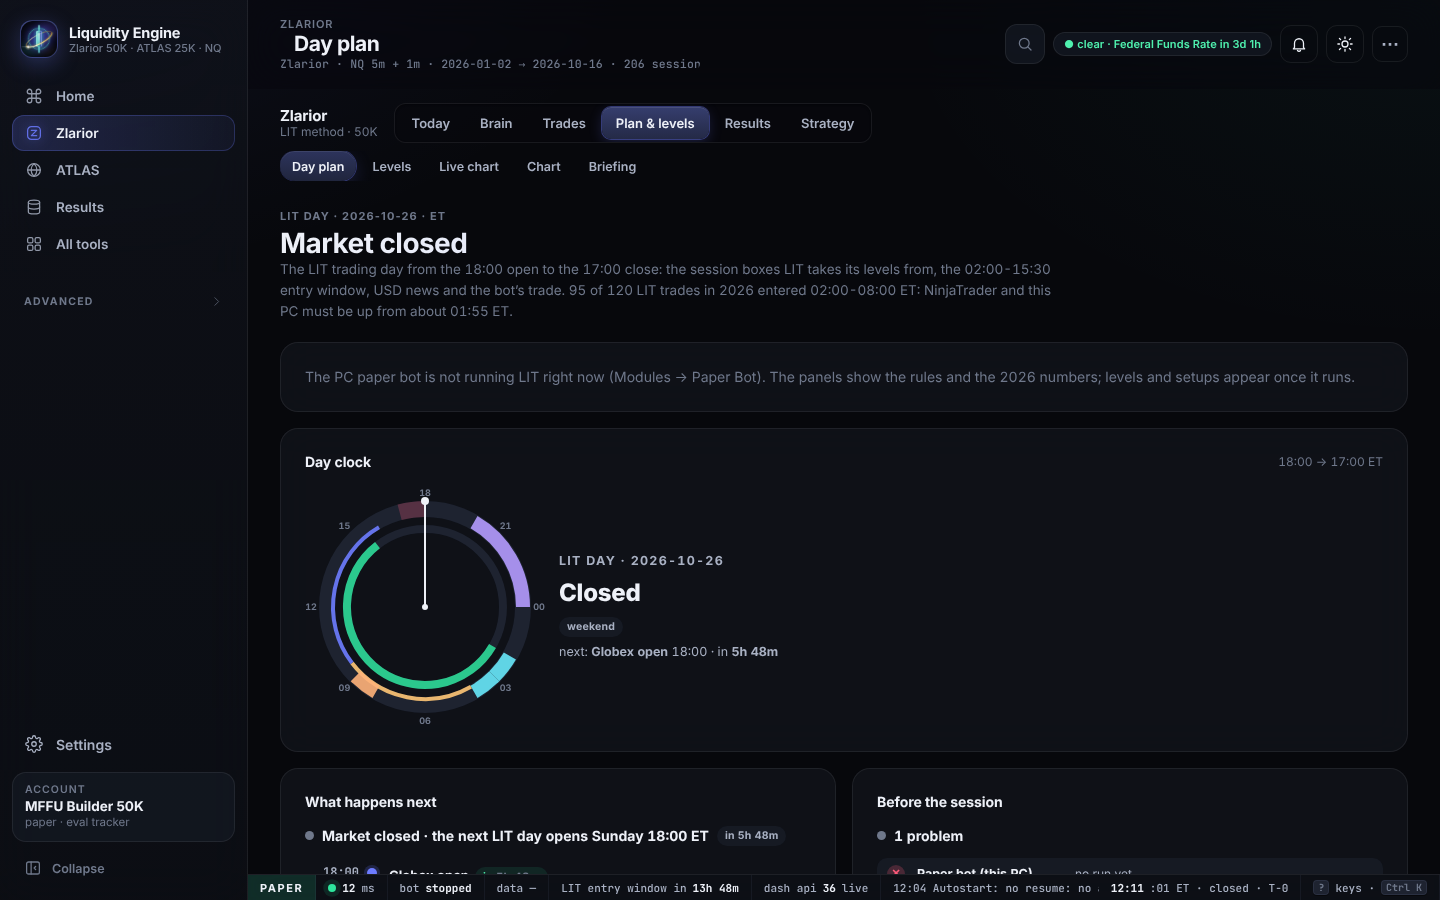 Liquidity Engine
Zlarior 50K · ATLAS 25K · NQ
Home
Zlarior
ATLAS
Results
All tools
ADVANCED
Settings
ACCOUNT
MFFU Builder 50K
paper · eval tracker
Collapse
ZLARIOR
Day plan
Zlarior · NQ 5m + 1m · 2026-01-02 → 2026-10-16 · 206 session
clear · Federal Funds Rate in 3d 1h
Zlarior
LIT method · 50K
Today Brain Trades Plan & levels Results Strategy
Day plan Levels Live chart Chart Briefing
LIT DAY · 2026-10-26 · ET
Market closed
The LIT trading day from the 18:00 open to the 17:00 close: the session boxes LIT takes its levels from, the 02:00-15:30
entry window, USD news and the bot's trade. 95 of 120 LIT trades in 2026 entered 02:00-08:00 ET: NinjaTrader and this
PC must be up from about 01:55 ET.
The PC paper bot is not running LIT right now (Modules → Paper Bot). The panels show the rules and the 2026 numbers; levels and setups appear once it runs.
Day clock
18:00 → 17:00 ET
18
21
00
03
06
09
12
15
LIT DAY · 2026-10-26
Closed
weekend
next: Globex open 18:00 · in 5h 48m
What happens next
Market closed · the next LIT day opens Sunday 18:00 ET in 5h 48m
18:00 Globex open
Before the session
1 problem
Paper bot (this PC) no run yet
PAPER 12 ms bot stopped data — LIT entry window in 13h 48m dash api 36 live 12:04 Autostart: no resume: no 12:11 :01 ET · closed · T-0 ? keys · Ctrl K